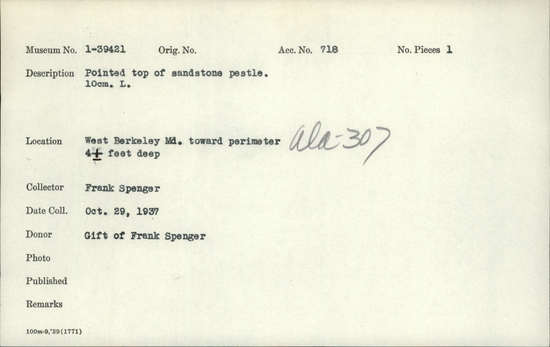 Museum No. 1-39421 Orig. No. Acc. No. 718 No. Pieces 1
Description Pointed top of sandstone pestle.
10cm. L.
Location West Berkeley Md. toward perimeter Ala-307
4± feet deep
Collector Frank Spenger
Date Coll. Oct. 29, 1937
Donor Gift of Frank Spenger
Photo
Published
Remarks
100m-9,'39(1771)